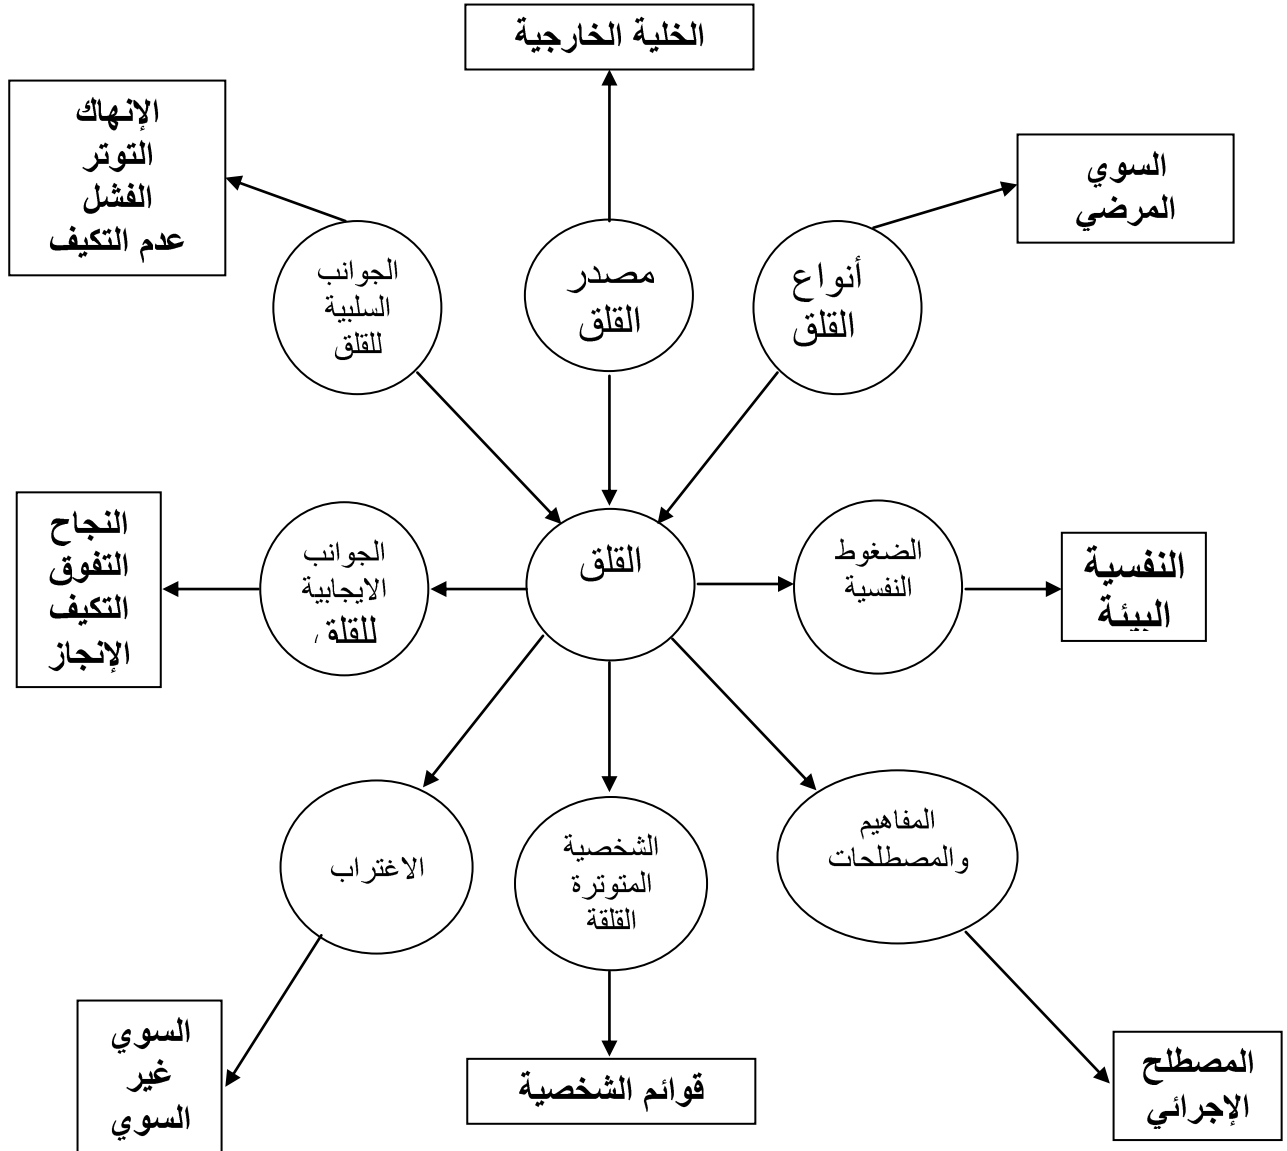 الخلية الخارجية
الإنهاك
التوتر
الفشل
عدم التكيف
السوي
المرضي
الجوانب
السلبية
للقلق
مصدر
القلق
أنواع
القلق
النجاح
التفوق
التكيف
الإنجاز
الجوانب
الايجابية
للقلق
القلق
الضغوط
النفسية
النفسية
البيئة
الاغتراب
الشخصية
المتوترة
القلقة
المفاهيم
والمصطلحات
السوي
غير
السوي
قوائم الشخصية
المصطلح
الإجرائي